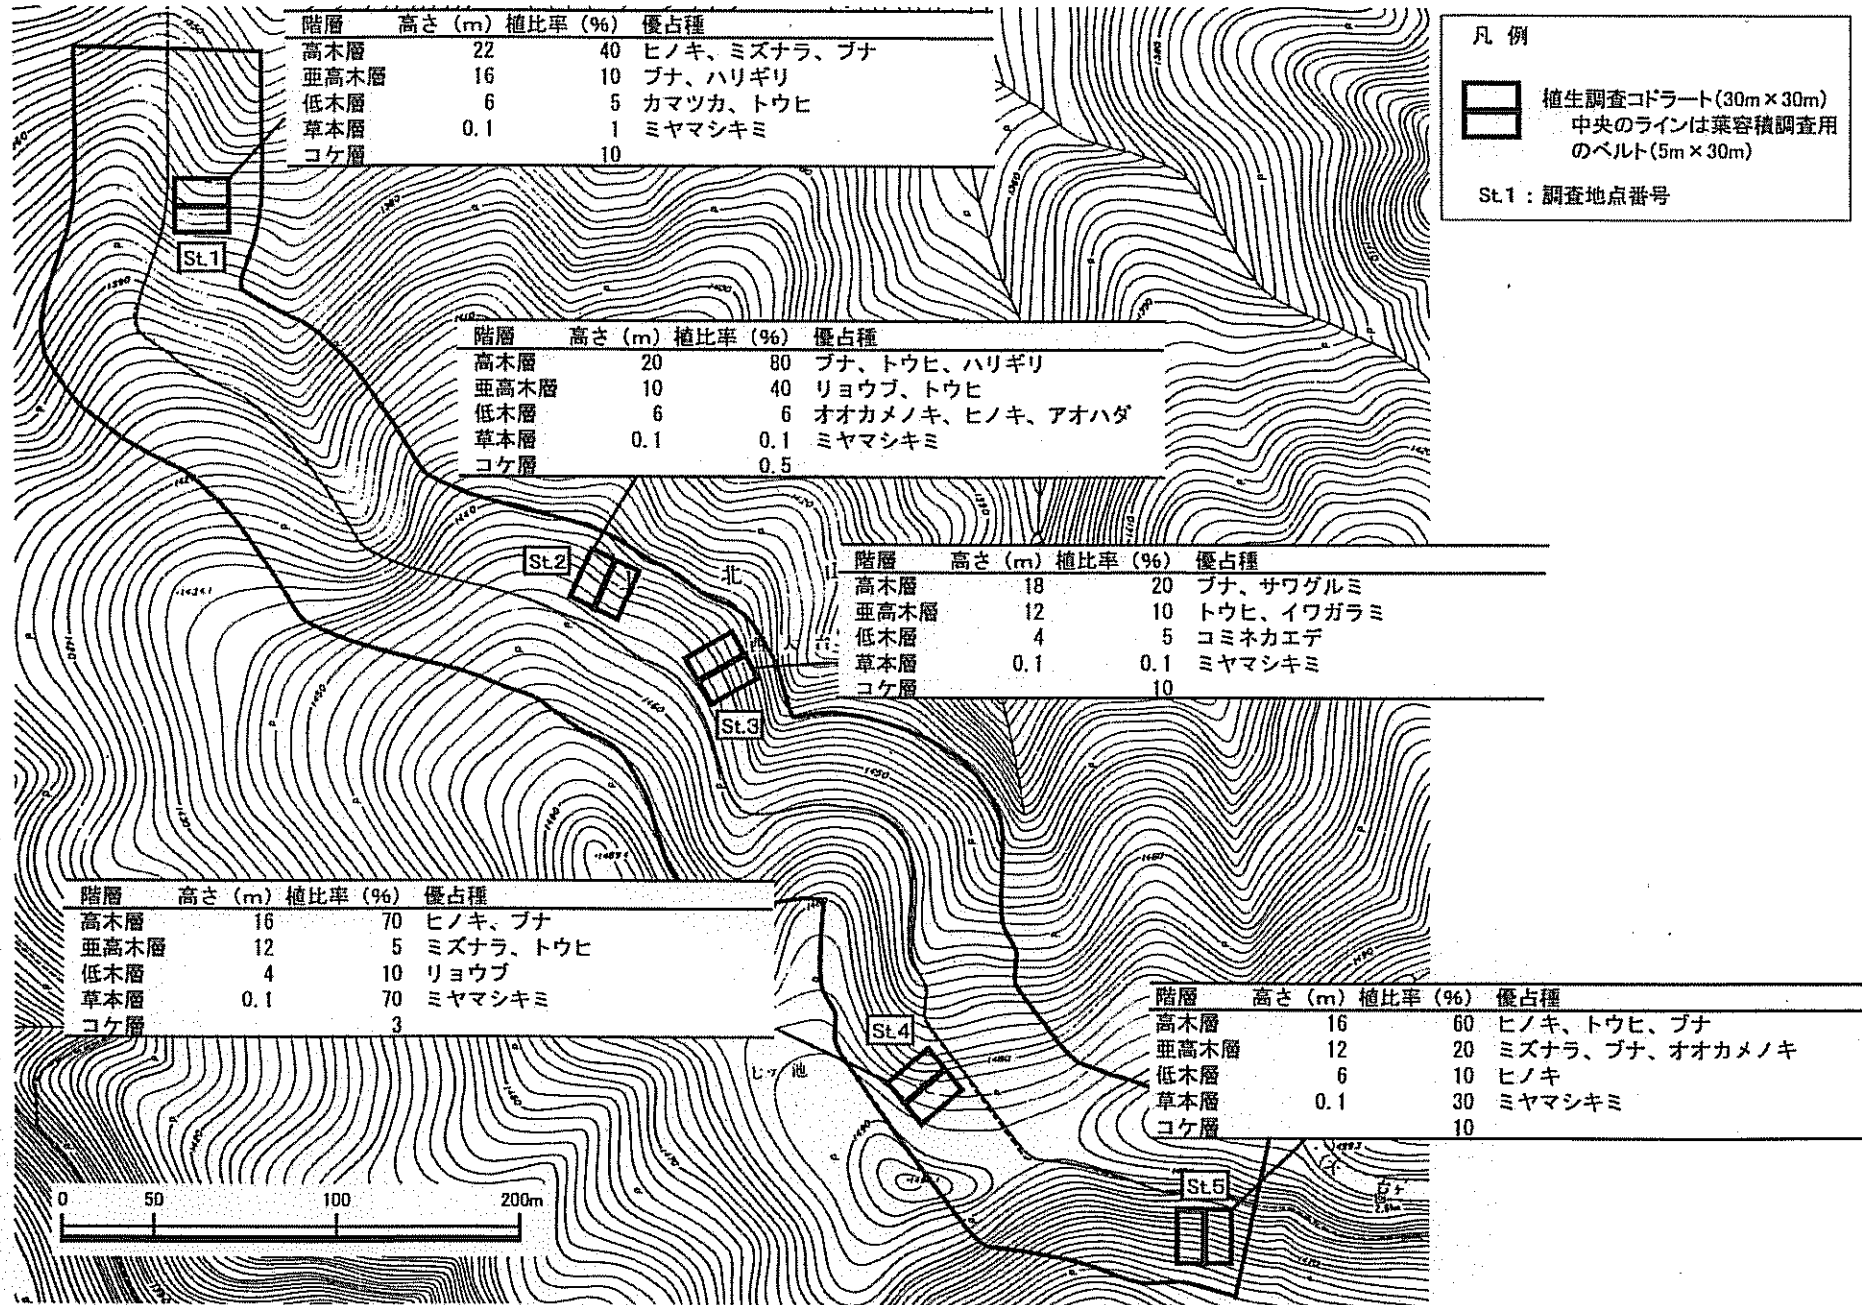 階層 高さ (m) 植比率 (%) 優占種
高木層 22 40 ヒノキ、ミズナラ、ブナ
亜高木層 16 10 ブナ、ハリギリ
低木層 6 5 カマツカ、トウヒ
草本層 0.1 1 ミヤマシキミ
コケ層 10
凡例
植生調査コドラート(30m×30m)
中央のラインは葉容積調査用
のベルト(5m×30m)
St.1 : 調査地点番号
St.1
階層 高さ (m) 植比率 (%) 優占種
高木層 20 80 ブナ、トウヒ、ハリギリ
亜高木層 10 40 リョウブ、トウヒ
低木層 6 6 オオカメノキ、ヒノキ、アオハダ
草本層 0.1 0.1 ミヤマシキミ
コケ層 0.5
St.2
北
階層 高さ (m) 植比率 (%) 優占種
高木層 18 20 ブナ、サワグルミ
亜高木層 12 10 トウヒ、イワガラミ
低木層 4 5 コミネカエデ
草本層 0.1 0.1 ミヤマシキミ
コケ層 10
St.3
階層 高さ (m) 植比率 (%) 優占種
高木層 16 70 ヒノキ、ブナ
亜高木層 12 5 ミズナラ、トウヒ
低木層 4 10 リョウブ
草本層 0.1 70 ミヤマシキミ
コケ層 3
St.4
池
階層 高さ (m) 植比率 (%) 優占種
高木層 16 60 ヒノキ、トウヒ、ブナ
亜高木層 12 20 ミズナラ、ブナ、オオカメノキ
低木層 6 10 ヒノキ
草本層 0.1 30 ミヤマシキミ
コケ層 10
St.5
0 50 100 200m